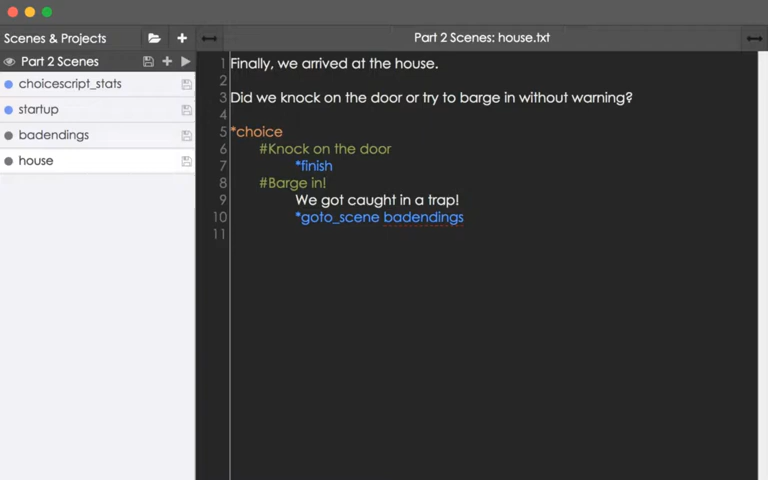 Scenes & Projects
Part 2 Scenes: house.txt
Part 2 Scenes
choicescript_stats
startup
badendings
house
1 Finally, we arrived at the house.
2
3 Did we knock on the door or try to barge in without warning?
4
5 *choice
6 #Knock on the door
7 *finish
8 #Barge in!
9 We got caught in a trap!
10 *goto_scene badendings
11